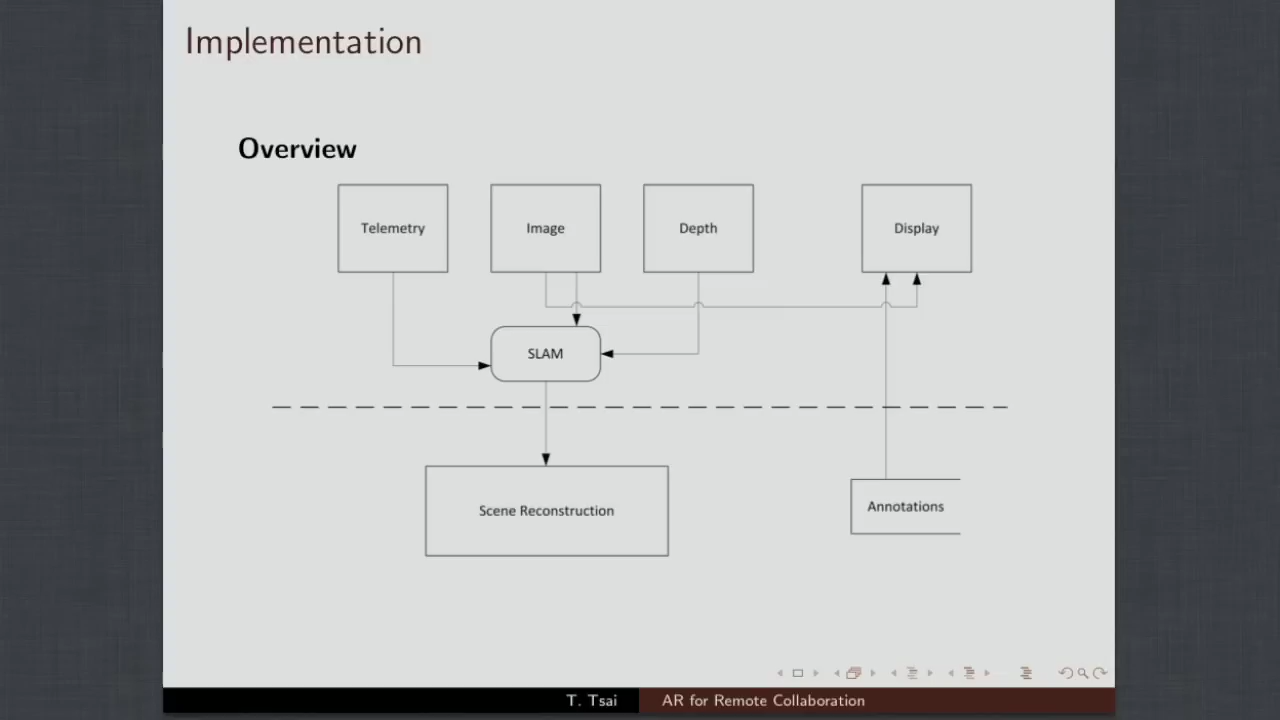 Implementation
Overview
Telemetry
Image
Depth
Display
SLAM
Scene Reconstruction
Annotations
T. Tsai
AR for Remote Collaboration